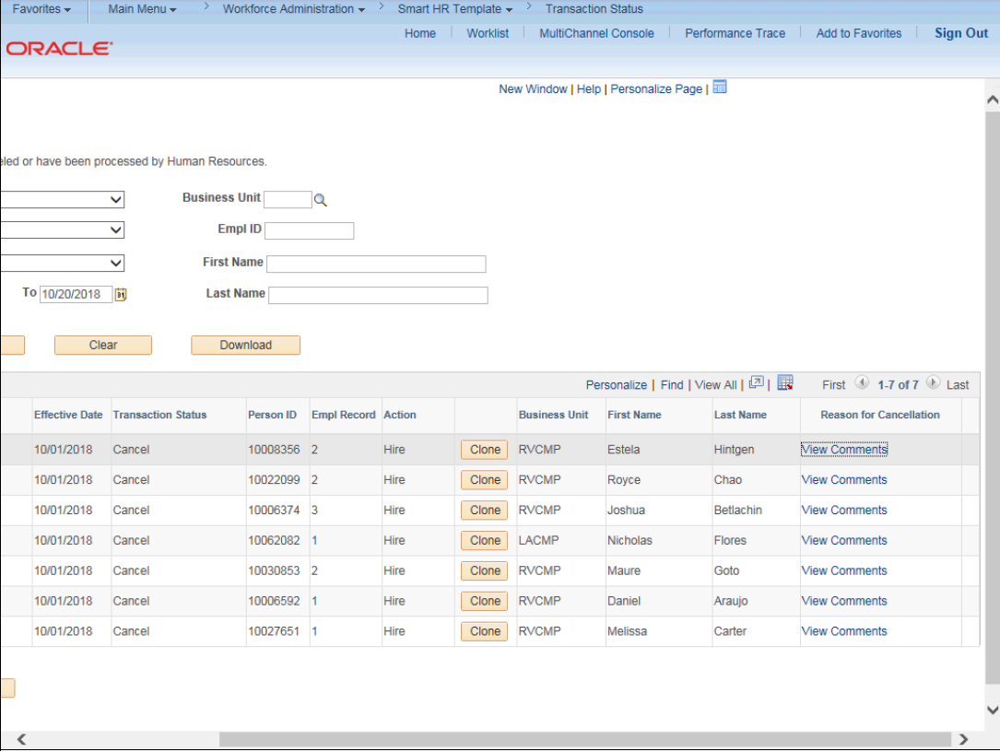 Favorites Main Menu > Workforce Administration > Smart HR Template > Transaction Status
Home Worklist MultiChannel Console Performance Trace Add to Favorites Sign Out
ORACLE
New Window | Help | Personalize Page |
eled or have been processed by Human Resources.
Business Unit
Empl ID
First Name
To 10/20/2018 31 Last Name
Clear Download
Personalize | Find | View All | | First 1-7 of 7 Last
Effective Date Transaction Status Person ID Empl Record Action Business Unit First Name Last Name Reason for Cancellation
10/01/2018 Cancel 10008356 2 Hire Clone RVCMP Estela Hintgen View Comments
10/01/2018 Cancel 10022099 2 Hire Clone RVCMP Royce Chao View Comments
10/01/2018 Cancel 10006374 3 Hire Clone RVCMP Joshua Betlachin View Comments
10/01/2018 Cancel 10062082 1 Hire Clone LACMP Nicholas Flores View Comments
10/01/2018 Cancel 10030853 2 Hire Clone RVCMP Maure Goto View Comments
10/01/2018 Cancel 10006592 1 Hire Clone RVCMP Daniel Araujo View Comments
10/01/2018 Cancel 10027651 1 Hire Clone RVCMP Melissa Carter View Comments